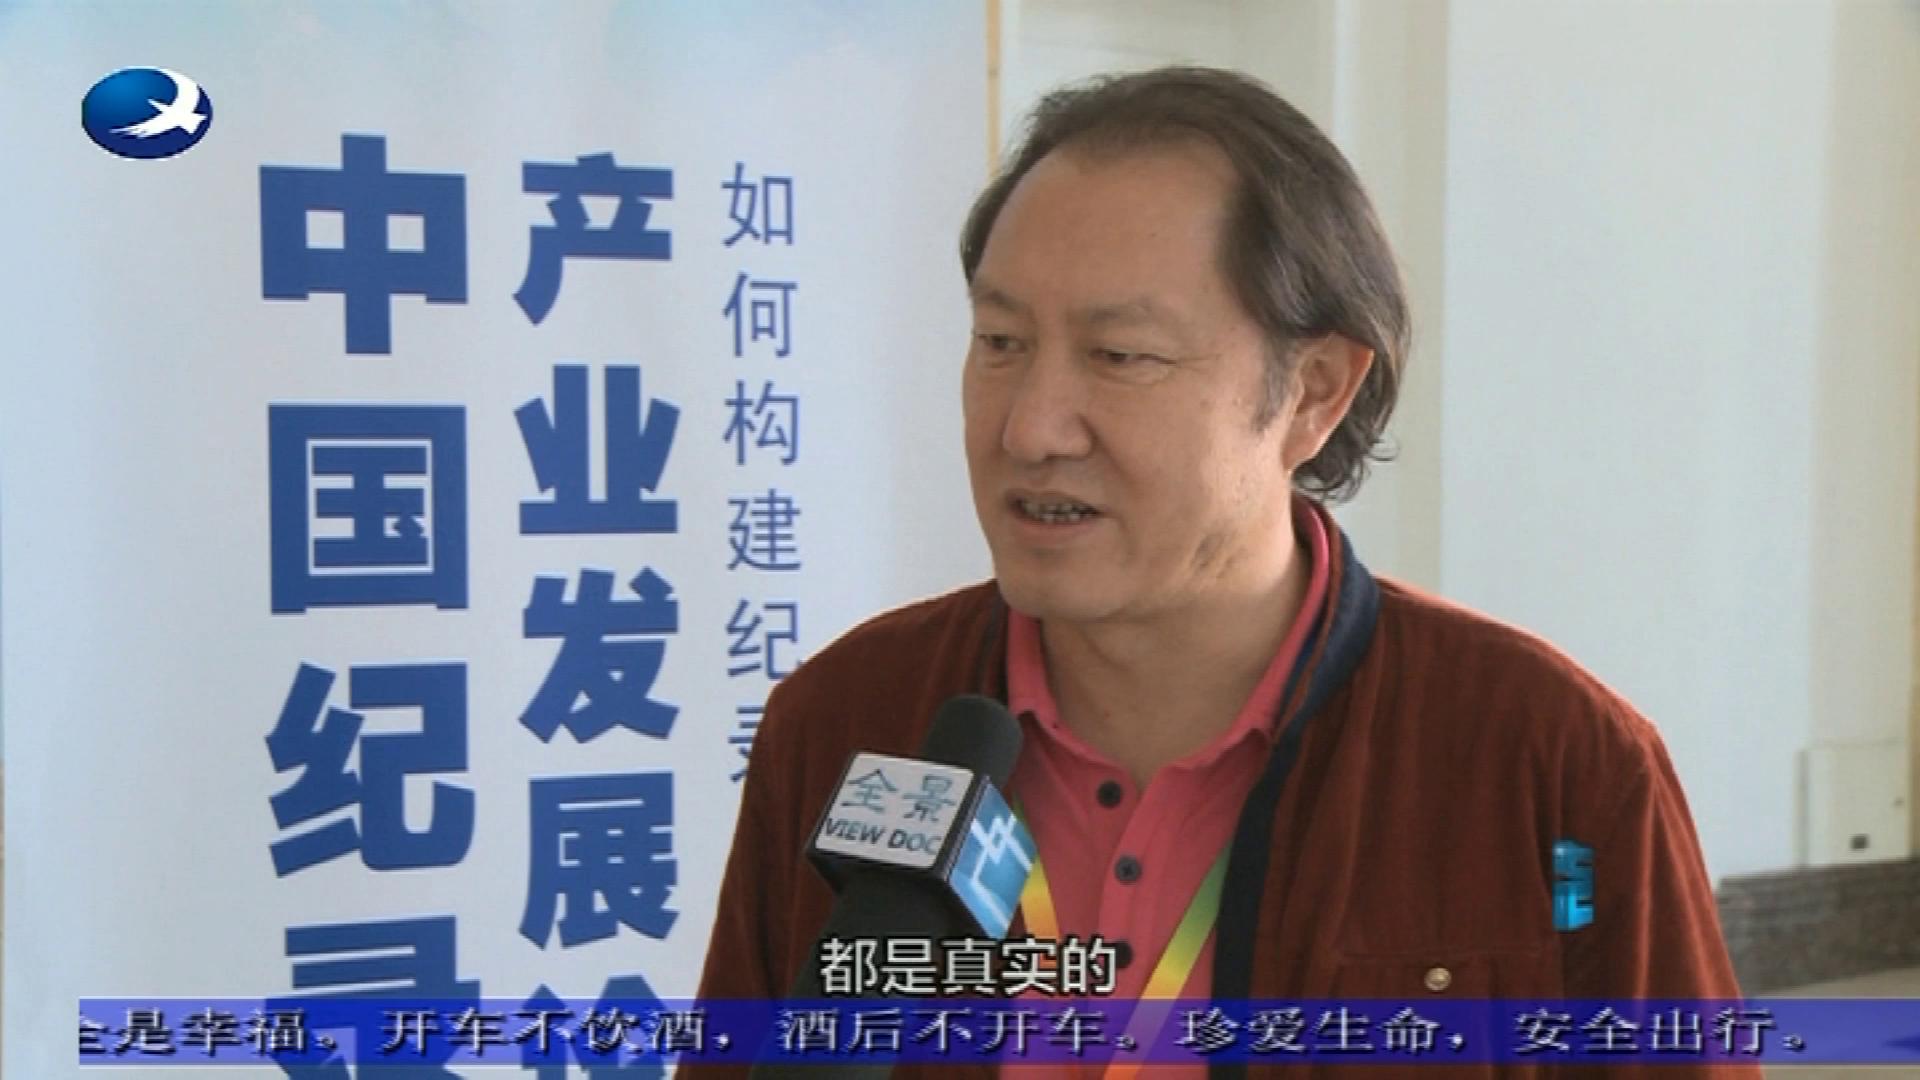 中国纪录
产业发展论
如何构建纪录
全景
VIEW DOC
都是真实的
全是幸福。开车不饮酒，酒后不开车。珍爱生命，安全出行。